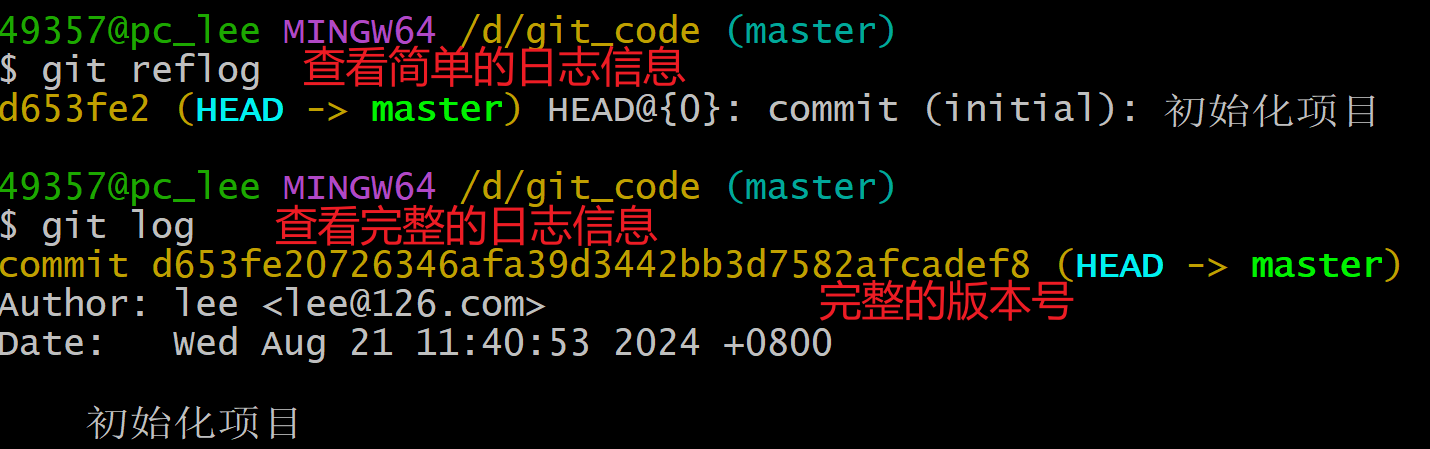 49357@pc_lee MINGW64 /d/git_code (master)
$ git reflog 查看简单的日志信息
d653fe2 (HEAD -> master) HEAD@{0}: commit (initial): 初始化项目
49357@pc_lee MINGW64 /d/git_code (master)
$ git log 查看完整的日志信息
commit d653fe20726346afa39d3442bb3d7582afcadef8 (HEAD -> master)
Author: lee <lee@126.com> 完整的版本号
Date:   Wed Aug 21 11:40:53 2024 +0800
初始化项目